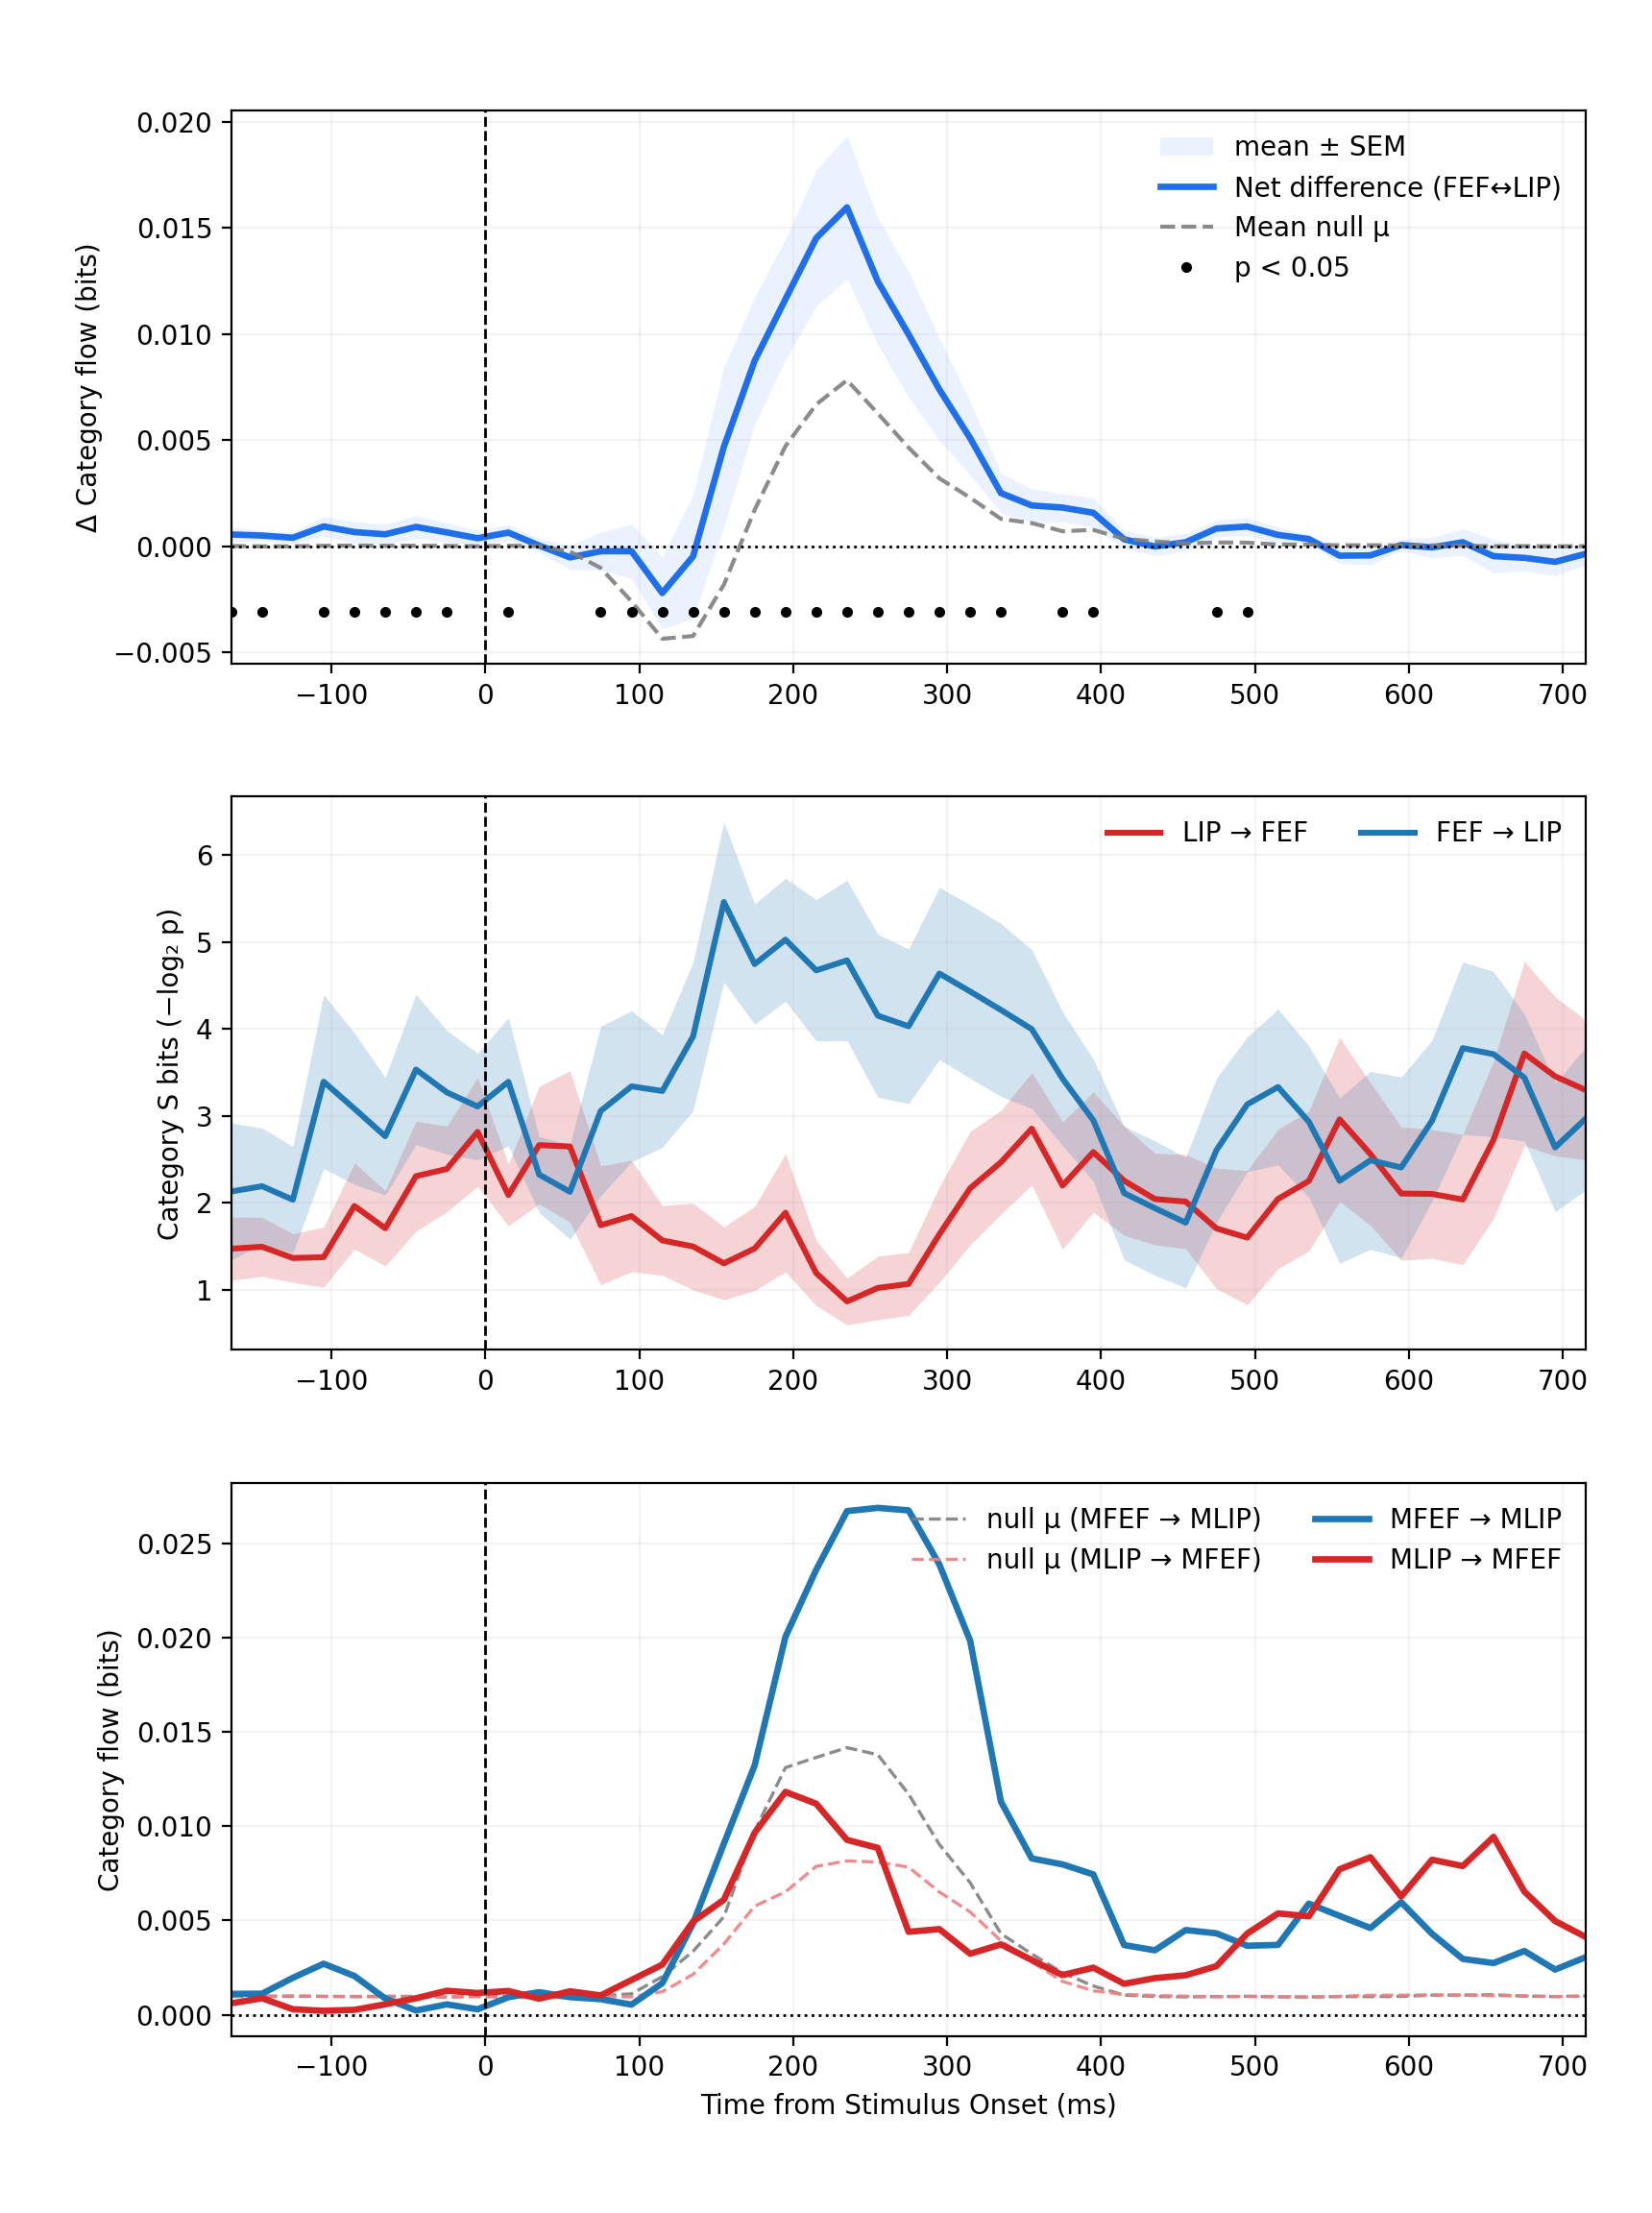 Δ Category flow (bits)
0.020
0.015
0.010
0.005
0.000
−0.005
mean ± SEM
Net difference (FEF↔LIP)
Mean null μ
p < 0.05
−100 0 100 200 300 400 500 600 700
Category S bits (−log₂ p)
6
5
4
3
2
1
LIP → FEF FEF → LIP
−100 0 100 200 300 400 500 600 700
Category flow (bits)
0.025
0.020
0.015
0.010
0.005
0.000
null μ (MFEF → MLIP) MFEF → MLIP
null μ (MLIP → MFEF) MLIP → MFEF
−100 0 100 200 300 400 500 600 700
Time from Stimulus Onset (ms)